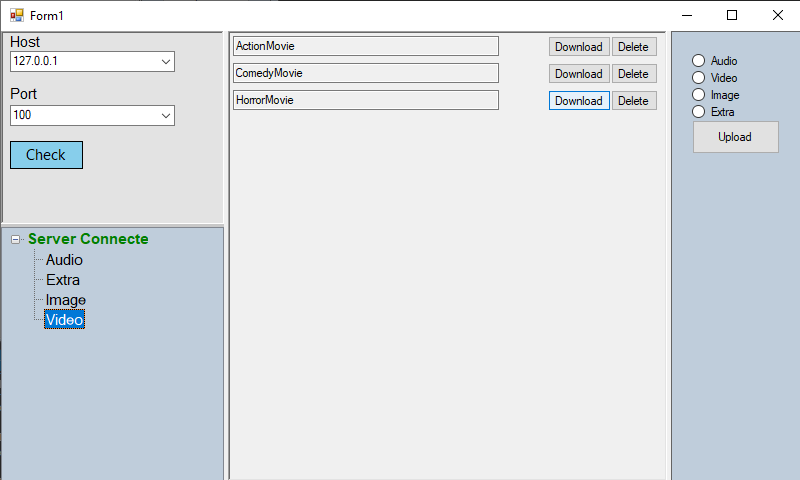 Form1
Host
127.0.0.1
Port
100
Check
Server Connecte
Audio
Extra
Image
Video
ActionMovie Download Delete
ComedyMovie Download Delete
HorrorMovie Download Delete
Audio
Video
Image
Extra
Upload